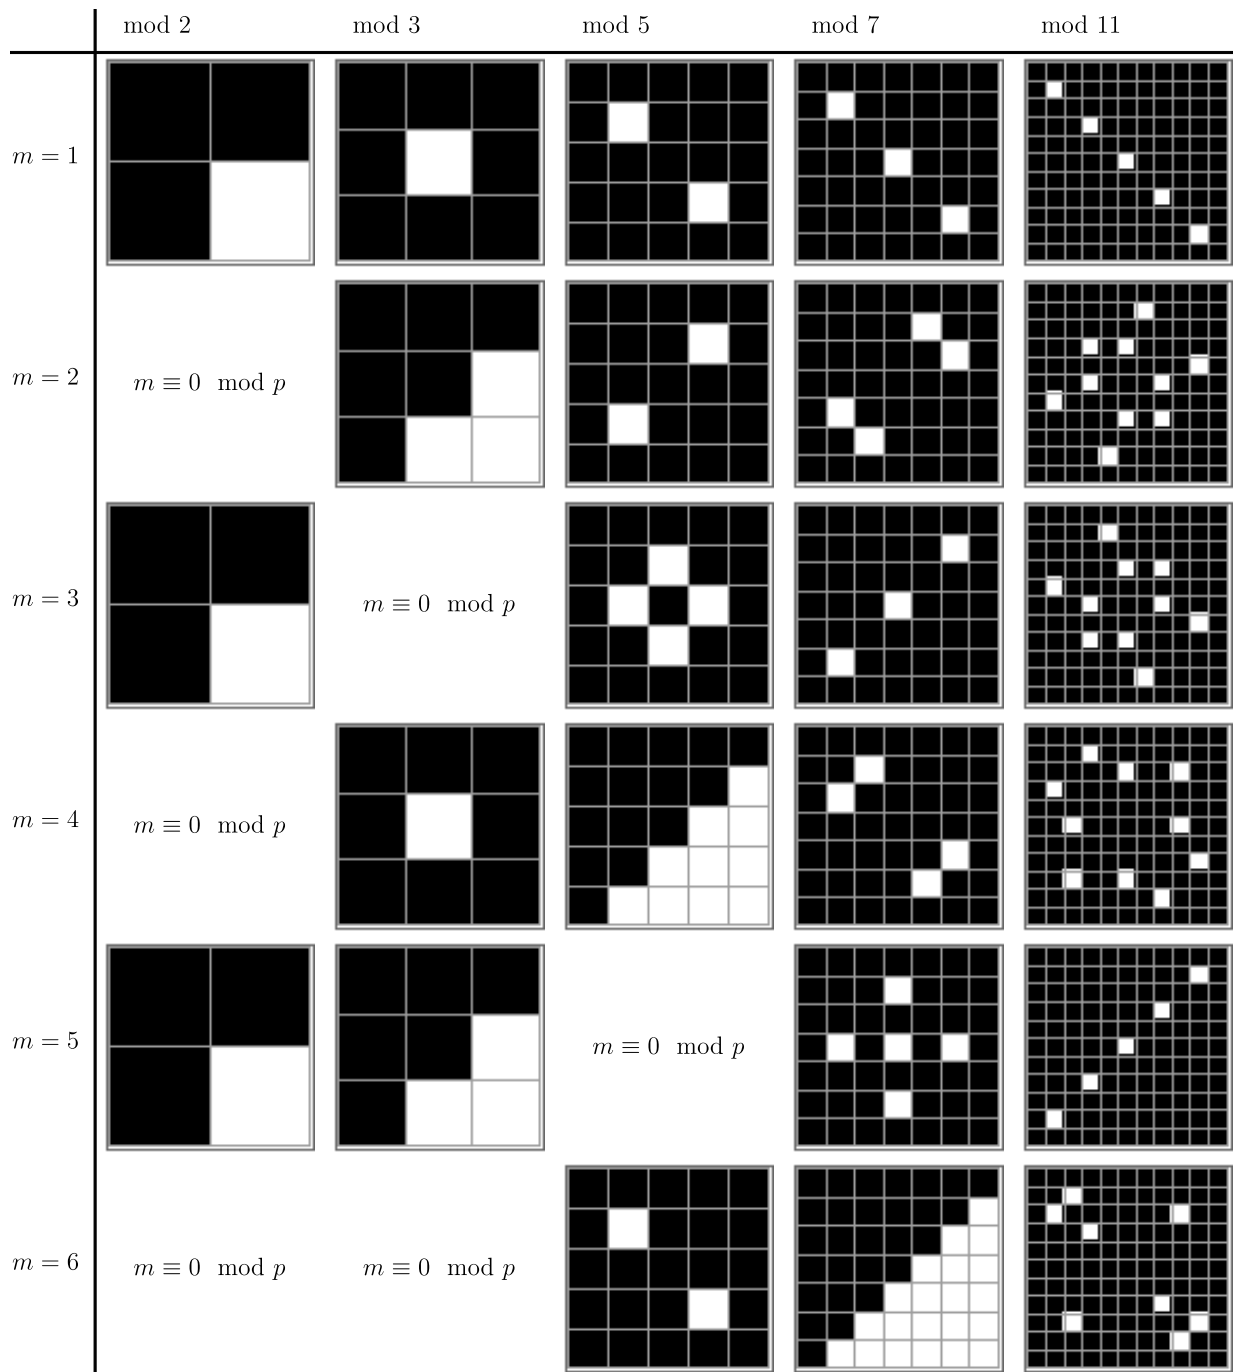 mod 2 mod 3 mod 5 mod 7 mod 11
m = 1
m = 2 m ≡ 0 mod p
m = 3 m ≡ 0 mod p
m = 4 m ≡ 0 mod p
m = 5 m ≡ 0 mod p
m = 6 m ≡ 0 mod p m ≡ 0 mod p